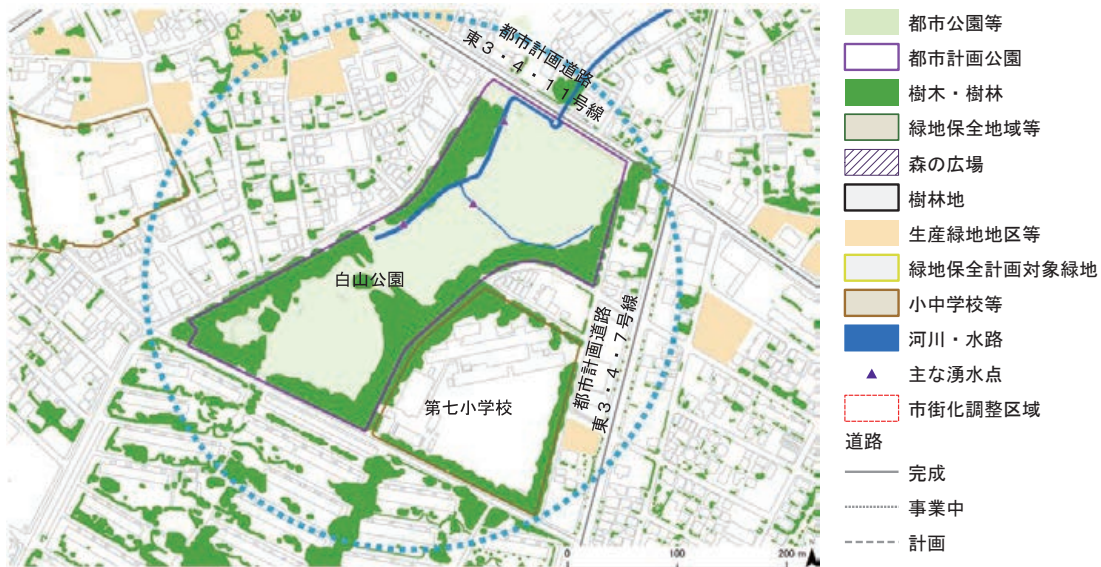 都市計画道路
東3・4・11号線
白山公園
第七小学校
都市計画道路
東3・4・7号線
0 100 200 m
都市公園等
都市計画公園
樹木・樹林
緑地保全地域等
森の広場
樹林地
生産緑地地区等
緑地保全計画対象緑地
小中学校等
河川・水路
主な湧水点
市街化調整区域
道路
完成
事業中
計画